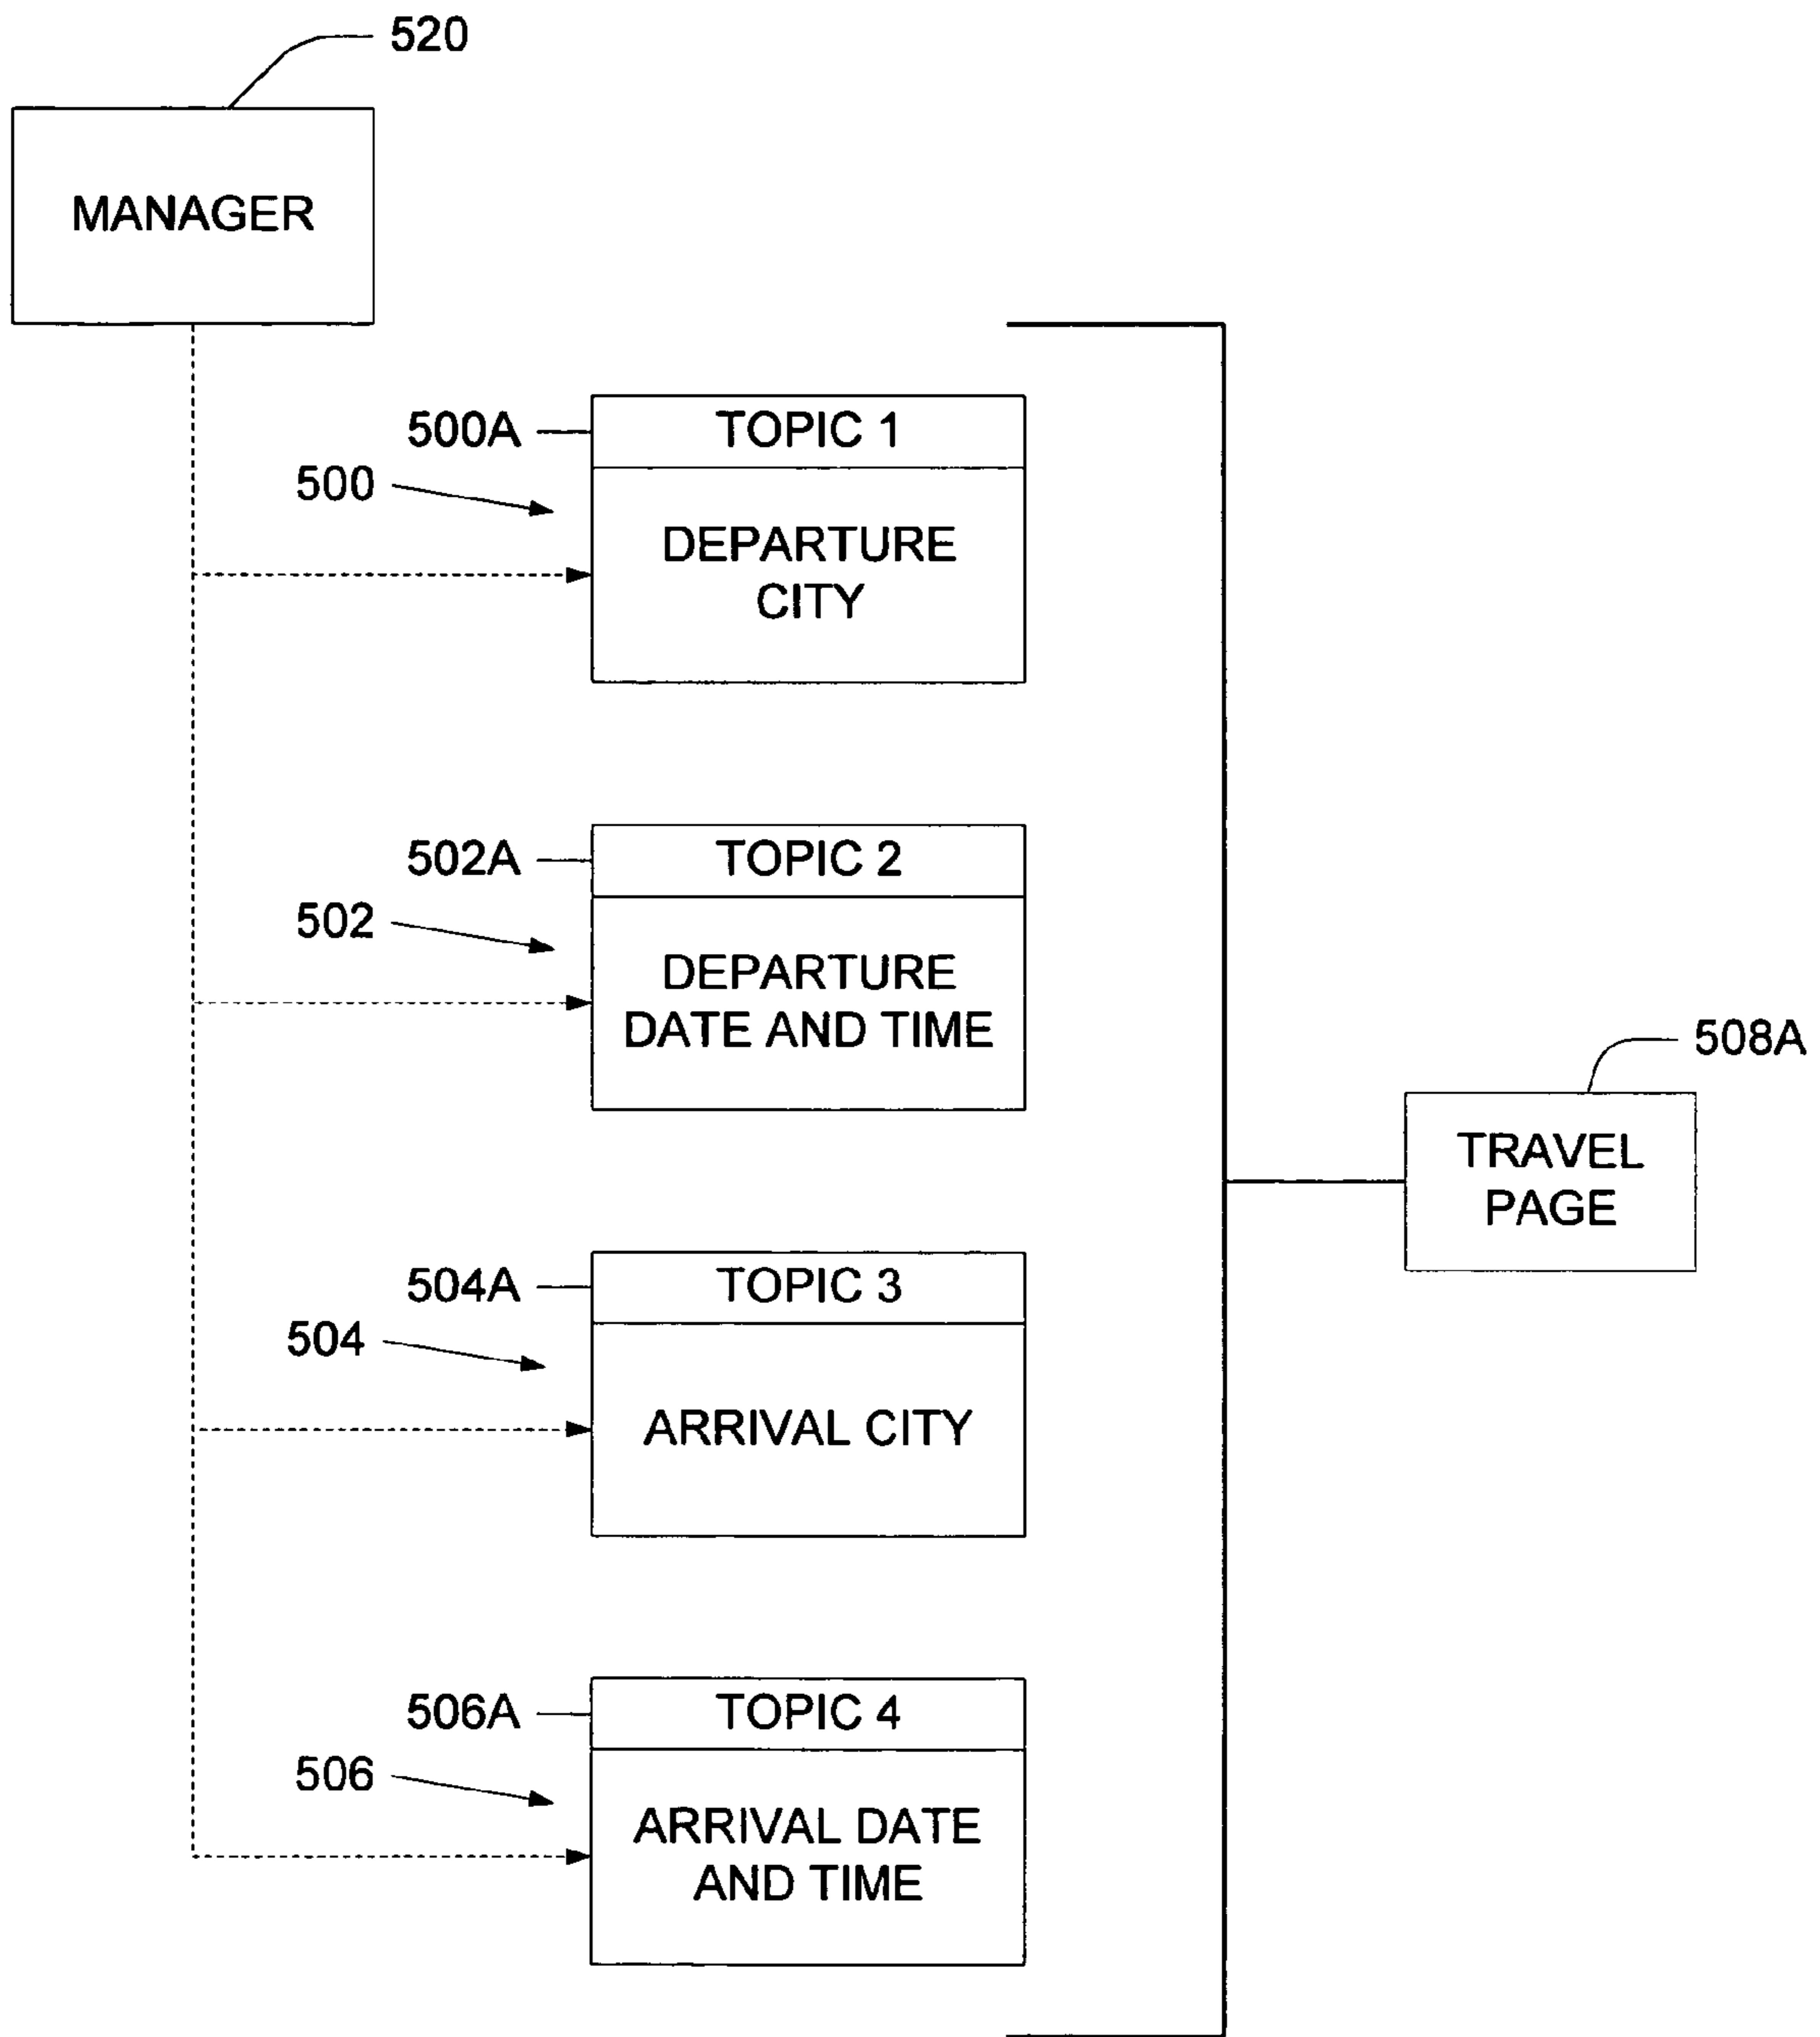 520
MANAGER
500A
TOPIC 1
500
DEPARTURE
CITY
502A
TOPIC 2
502
DEPARTURE
DATE AND TIME
508A
TRAVEL
PAGE
504A
TOPIC 3
504
ARRIVAL CITY
506A
TOPIC 4
506
ARRIVAL DATE
AND TIME